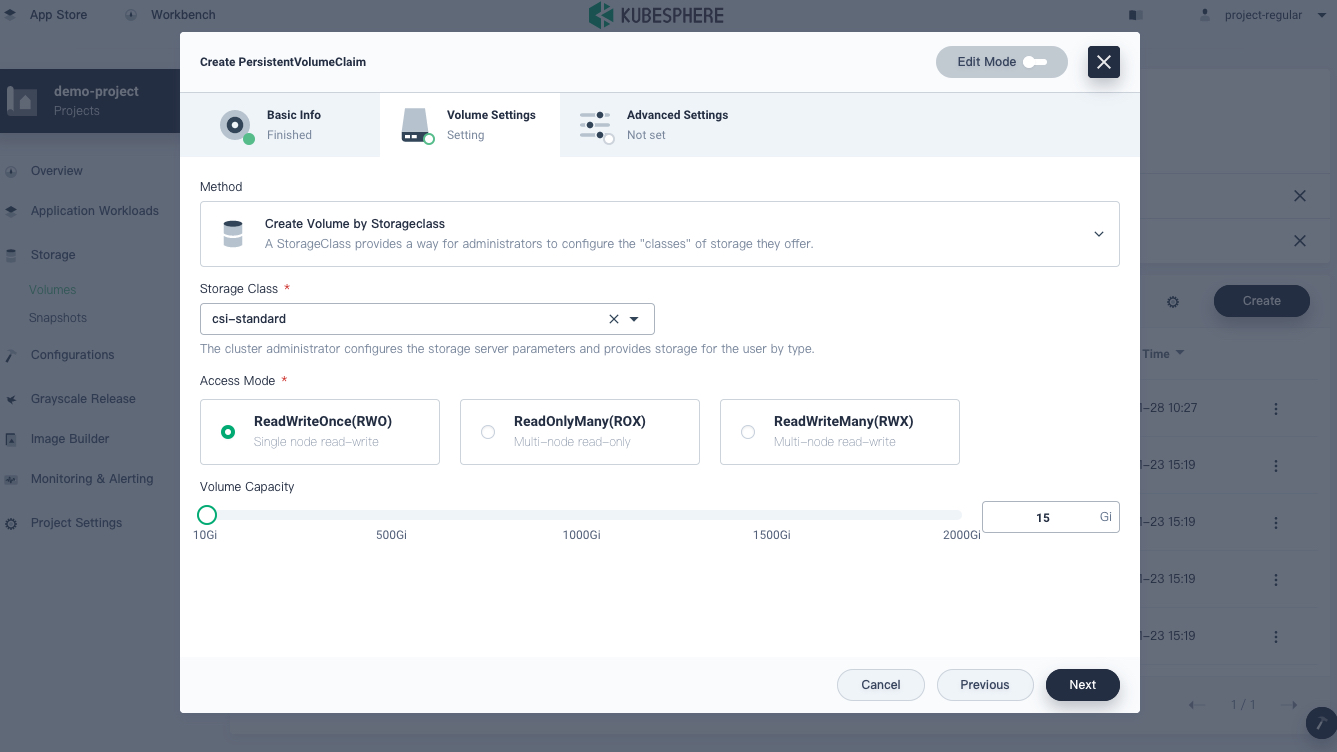 App Store
Workbench
KUBESPHERE
project-regular
Create PersistentVolumeClaim
Edit Mode
demo-project
Projects
Basic Info
Finished
Volume Settings
Setting
Advanced Settings
Not set
Overview
Application Workloads
Storage
Volumes
Snapshots
Configurations
Grayscale Release
Image Builder
Monitoring & Alerting
Project Settings
Method
Create Volume by Storageclass
A StorageClass provides a way for administrators to configure the "classes" of storage they offer.
Storage Class *
csi-standard
The cluster administrator configures the storage server parameters and provides storage for the user by type.
Access Mode *
ReadWriteOnce(RWO)
Single node read-write
ReadOnlyMany(ROX)
Multi-node read-only
ReadWriteMany(RWX)
Multi-node read-write
Volume Capacity
10Gi
500Gi
1000Gi
1500Gi
2000Gi
15
Gi
Create
Time
-28 10:27
-23 15:19
-23 15:19
-23 15:19
-23 15:19
Cancel
Previous
Next
1 / 1